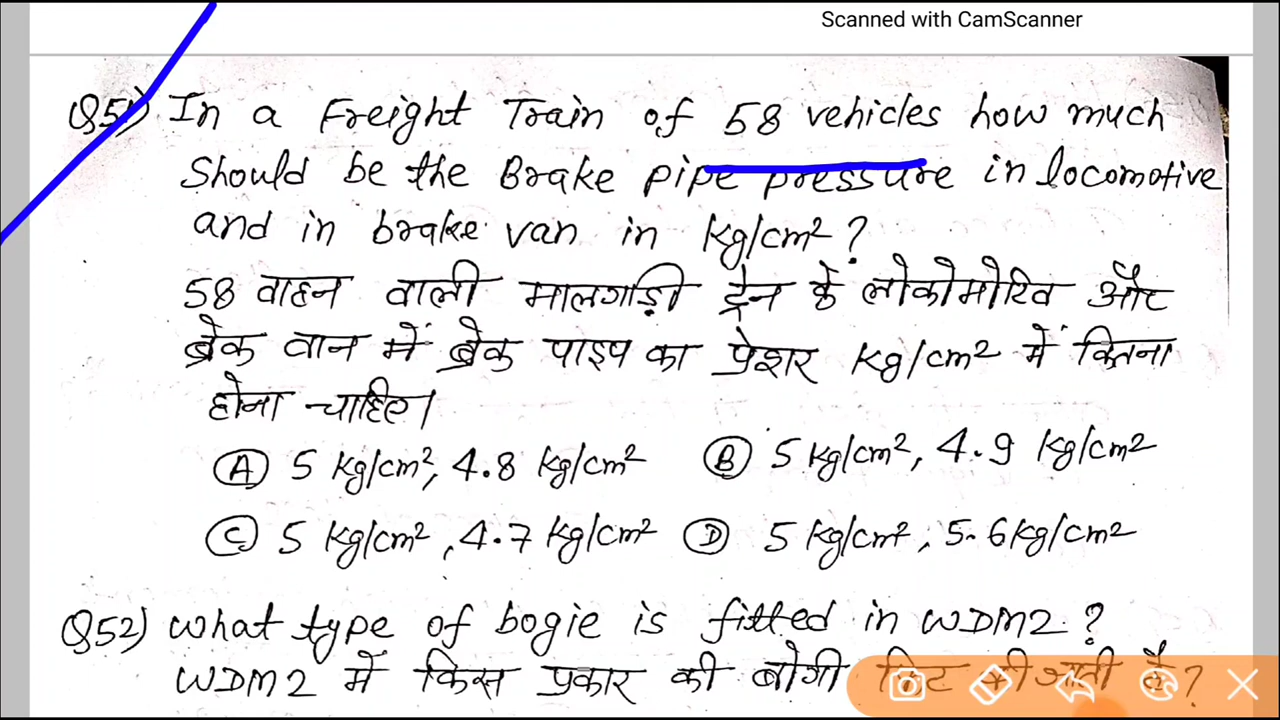 Scanned with CamScanner
Q51) In a Freight Train of 58 vehicles how much
Should be the Brake pipe pressure in locomotive
and in brake van in kg/cm²?
58 वाहन वाली मालगाड़ी ट्रेन के लोकोमोटिव और
ब्रेक वान में ब्रेक पाइप का प्रेशर kg/cm² में कितना
होना चाहिए।
(A) 5 kg/cm², 4.8 kg/cm² (B) 5 kg/cm², 4.9 kg/cm²
(C) 5 kg/cm², 4.7 kg/cm² (D) 5 kg/cm², 5.6 kg/cm²
Q52) What type of bogie is fitted in WDM2?
WDM2 में किस प्रकार की बोगी फिट की जाती है?